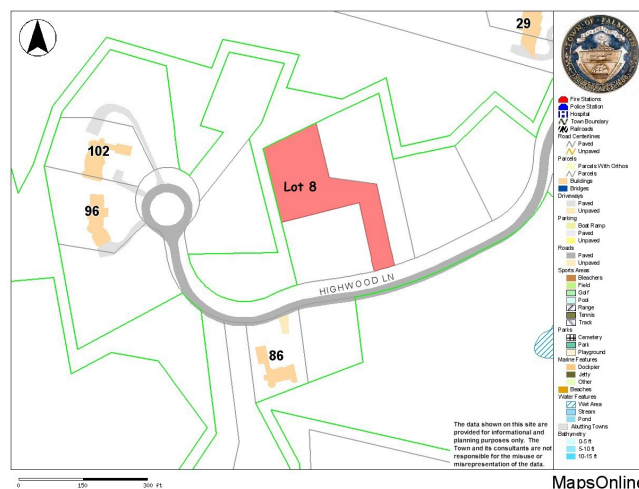 29
TOWN OF FALMOUTH
102
Lot 8
96
HIGHWOOD LN
86
Fire Stations
Police Station
Hospital
Town Boundary
Railroads
Road Centerlines
Paved
Unpaved
Parcels
Parcels With Orthos
Parcels
Buildings
Bridges
Driveways
Paved
Unpaved
Parking
Boat Ramp
Paved
Unpaved
Roads
Paved
Unpaved
Sports Areas
Bleachers
Field
Golf
Pool
Range
Tennis
Track
Parks
Cemetery
Park
Playground
Marine Features
Dock/pier
Jetty
Other
Beaches
Water Features
Wet Area
Stream
Pond
Abutting Towns
Bathymetry
0-5 ft
5-10 ft
10-15 ft
The data shown on this site are
provided for informational and
planning purposes only. The
Town and its consultants are not
responsible for the misuse or
misrepresentation of the data.
0 150 300 ft
MapsOnline